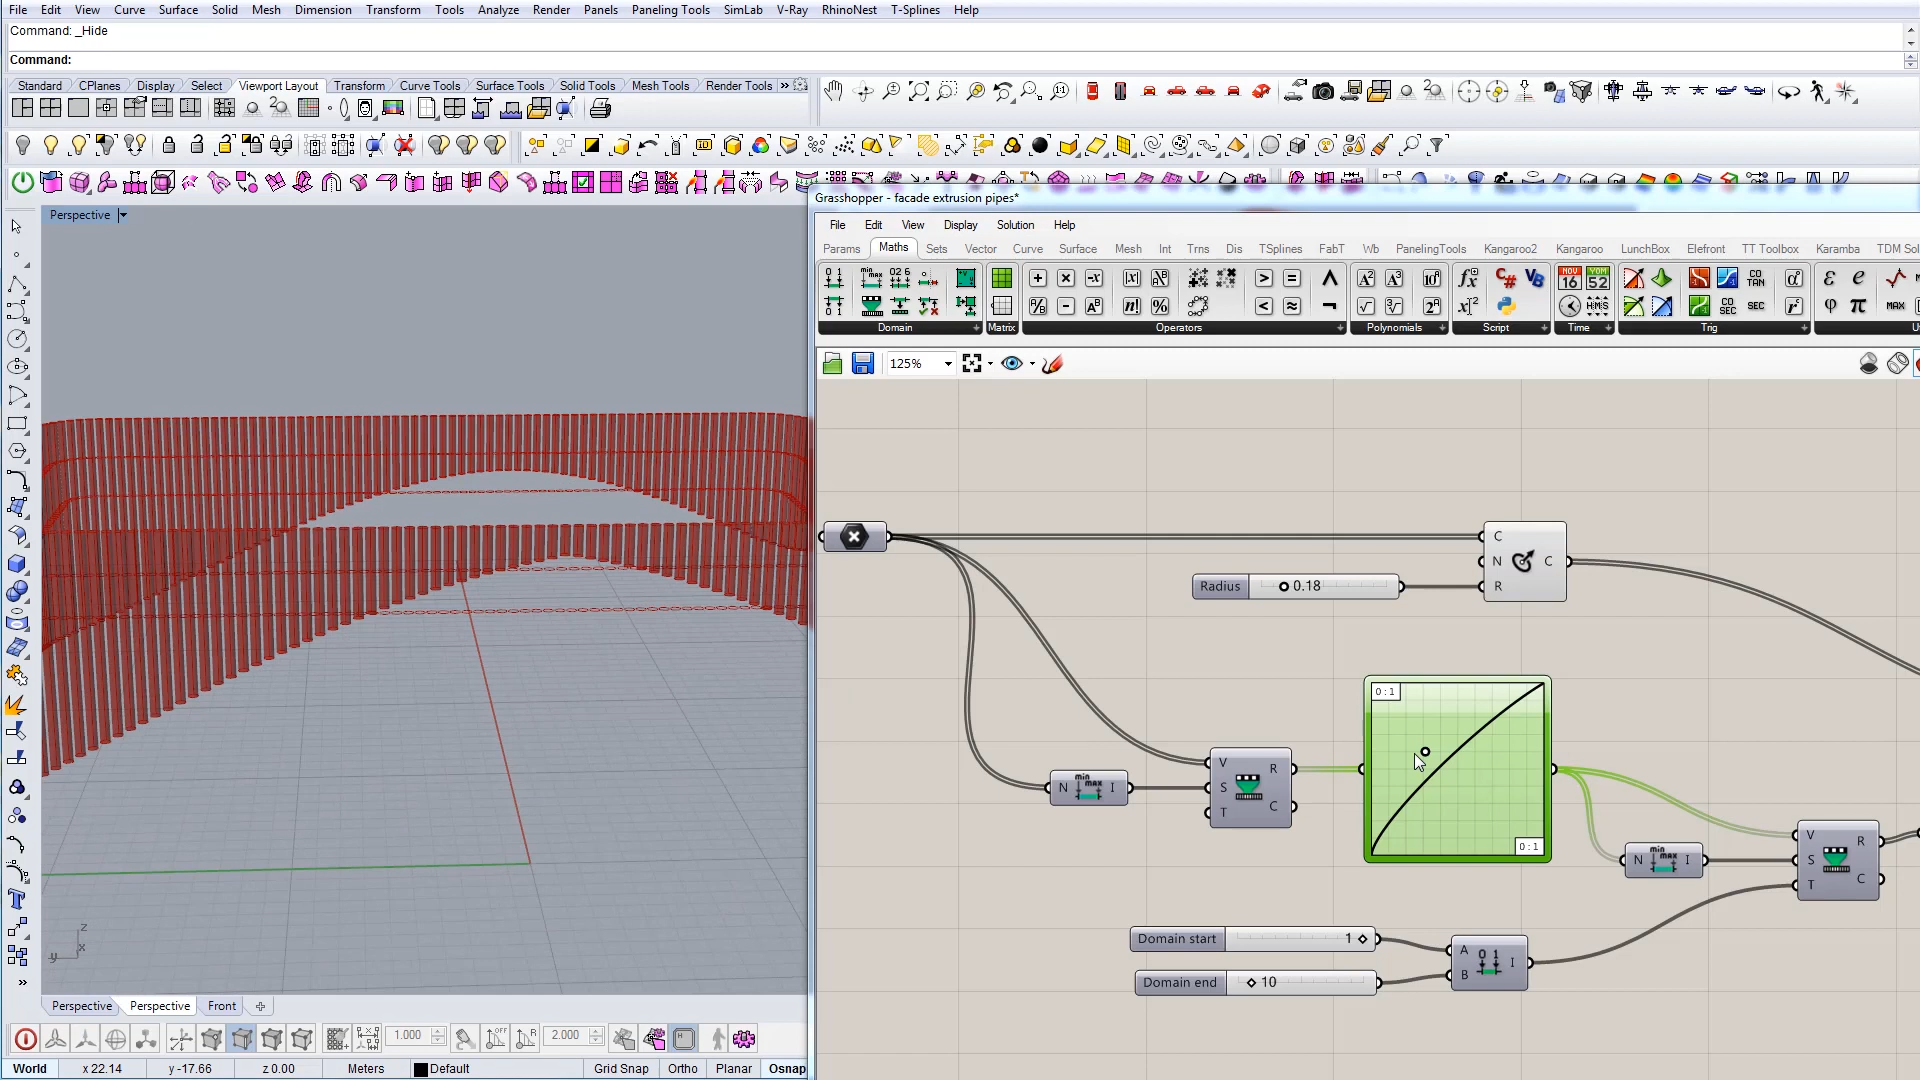 File Edit View Curve Surface Solid Mesh Dimension Transform Tools Analyze Render Panels Paneling Tools SimLab V-Ray RhinoNest T-Splines Help
Command: _Hide
Command:
Standard CPlanes Display Select Viewport Layout Transform Curve Tools Surface Tools Solid Tools Mesh Tools Render Tools »
Perspective
Grasshopper - facade extrusion pipes*
File Edit View Display Solution Help
Params Maths Sets Vector Curve Surface Mesh Int Trns Dis TSplines FabT Wb PanelingTools Kangaroo2 Kangaroo LunchBox Elefront TT Toolbox Karamba TDM Sol
Domain Matrix Operators Polynomials Script Time Trig
125%
C
N C
R
Radius 0.18
0 : 1
0 : 1
V R
S
T C
N min max I
N min max I
V R
S
T C
Domain start 1
Domain end 10
A 0 1 I
B
z
x
y
Perspective Perspective Front
1.000 2.000
World x 22.14 y -17.66 z 0.00 Meters Default Grid Snap Ortho Planar Osnap